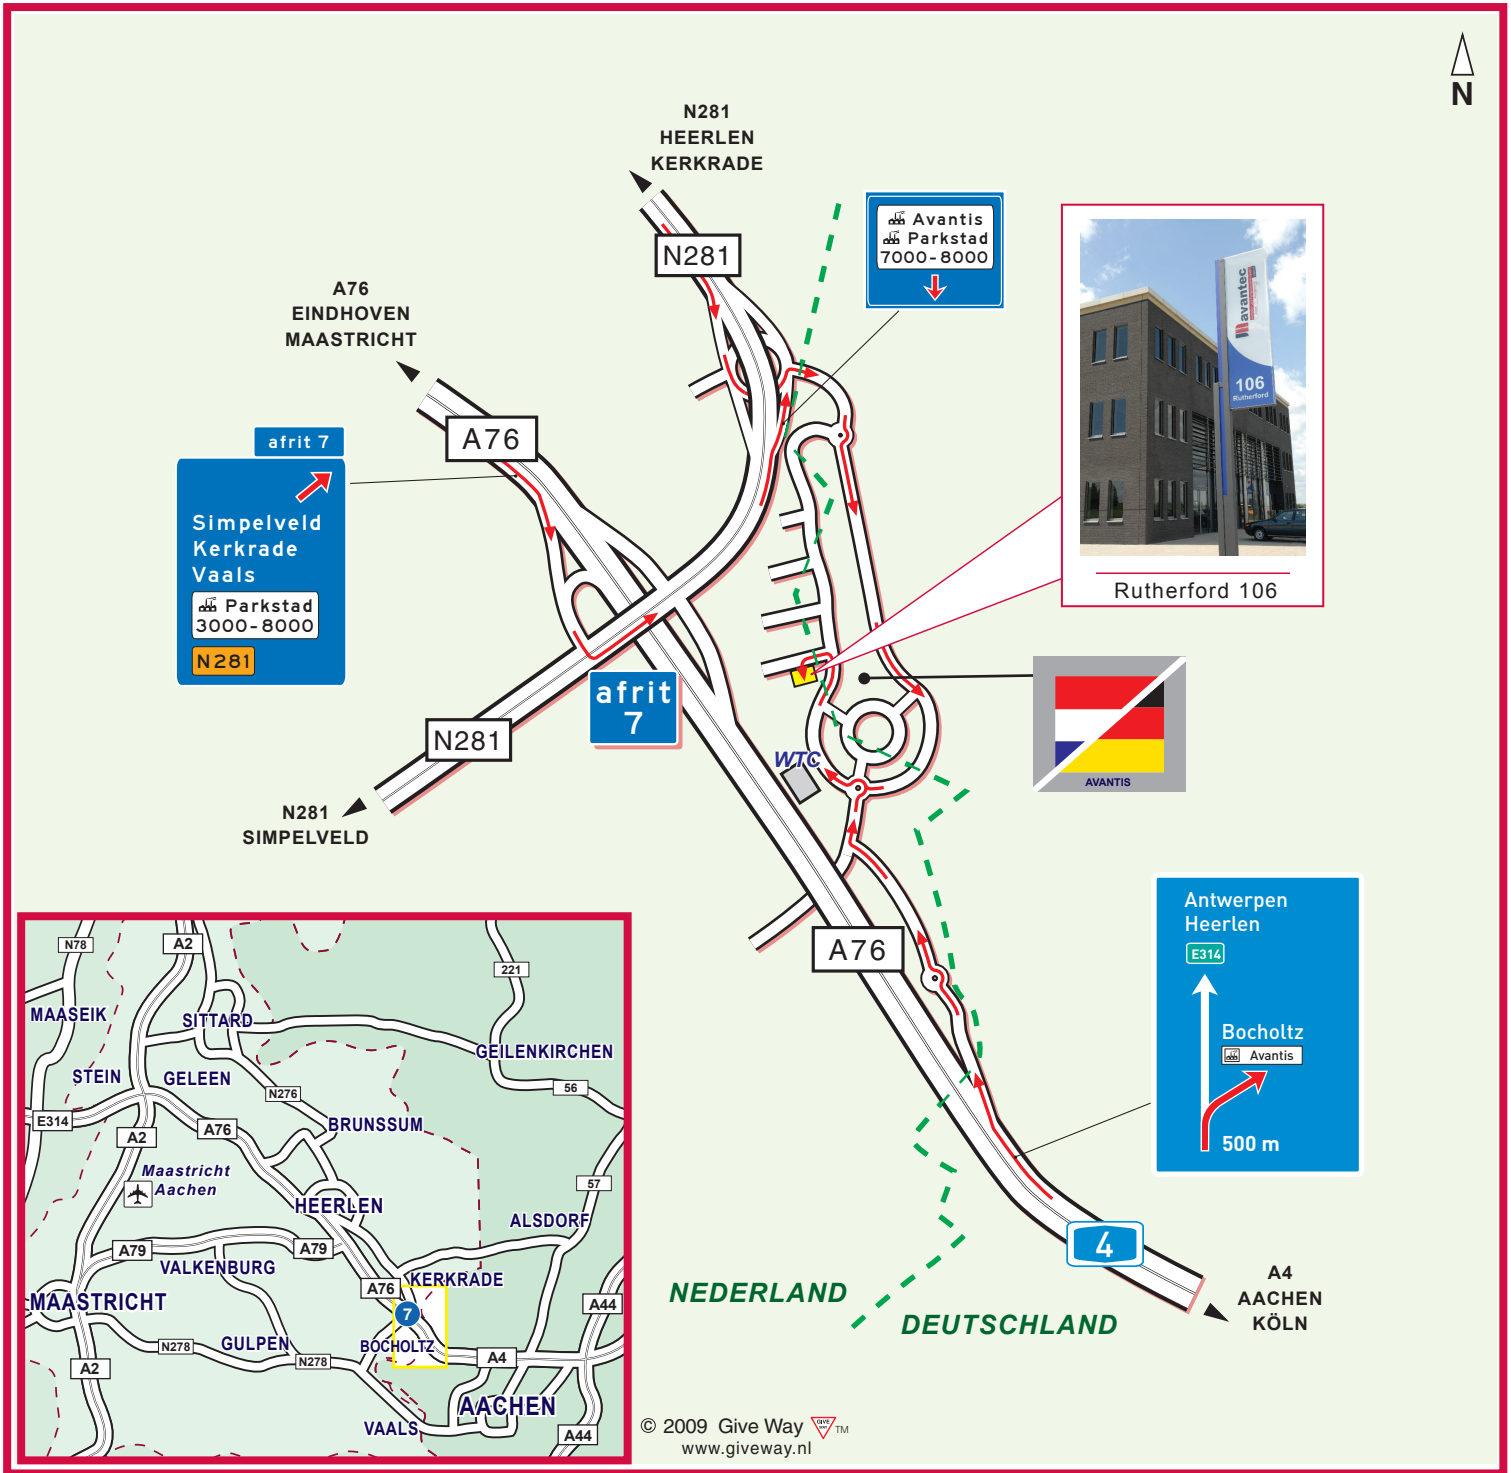 N
N281
HEERLEN
KERKRADE
N281
Avantis
Parkstad
7000-8000
avantec
106
Rutherford
Rutherford 106
A76
EINDHOVEN
MAASTRICHT
A76
afrit 7
Simpelveld
Kerkrade
Vaals
Parkstad
3000-8000
N281
afrit
7
N281
N281
SIMPELVELD
WTC
AVANTIS
A76
Antwerpen
Heerlen
E314
Bocholtz
Avantis
500 m
4
A4
AACHEN
KÖLN
NEDERLAND
DEUTSCHLAND
N78
A2
221
MAASEIK
SITTARD
GEILENKIRCHEN
STEIN
GELEEN
56
N276
E314
A76
BRUNSSUM
A2
Maastricht
Aachen
57
HEERLEN
ALSDORF
A79
A79
VALKENBURG
KERKRADE
A76
MAASTRICHT
7
A44
GULPEN
BOCHOLTZ
N278
N278
A4
A2
AACHEN
VAALS
A44
© 2009 Give Way GIVE WAY TM
www.giveway.nl